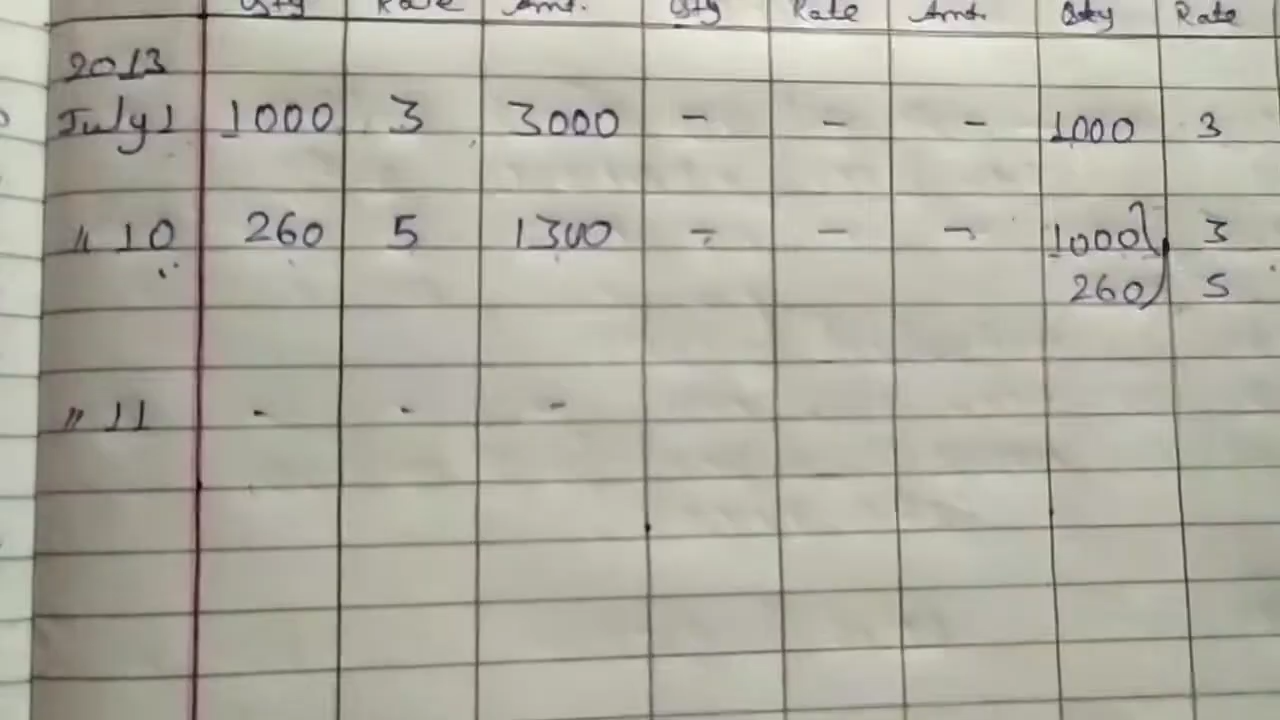 Qty Rate Amt. Qty Rate Amt. Qty Rate
2013
July 1 1000 3 3000 - - - 1000 3
" 10 260 5 1300 - - - 1000 3
260 5
" 11 - - -